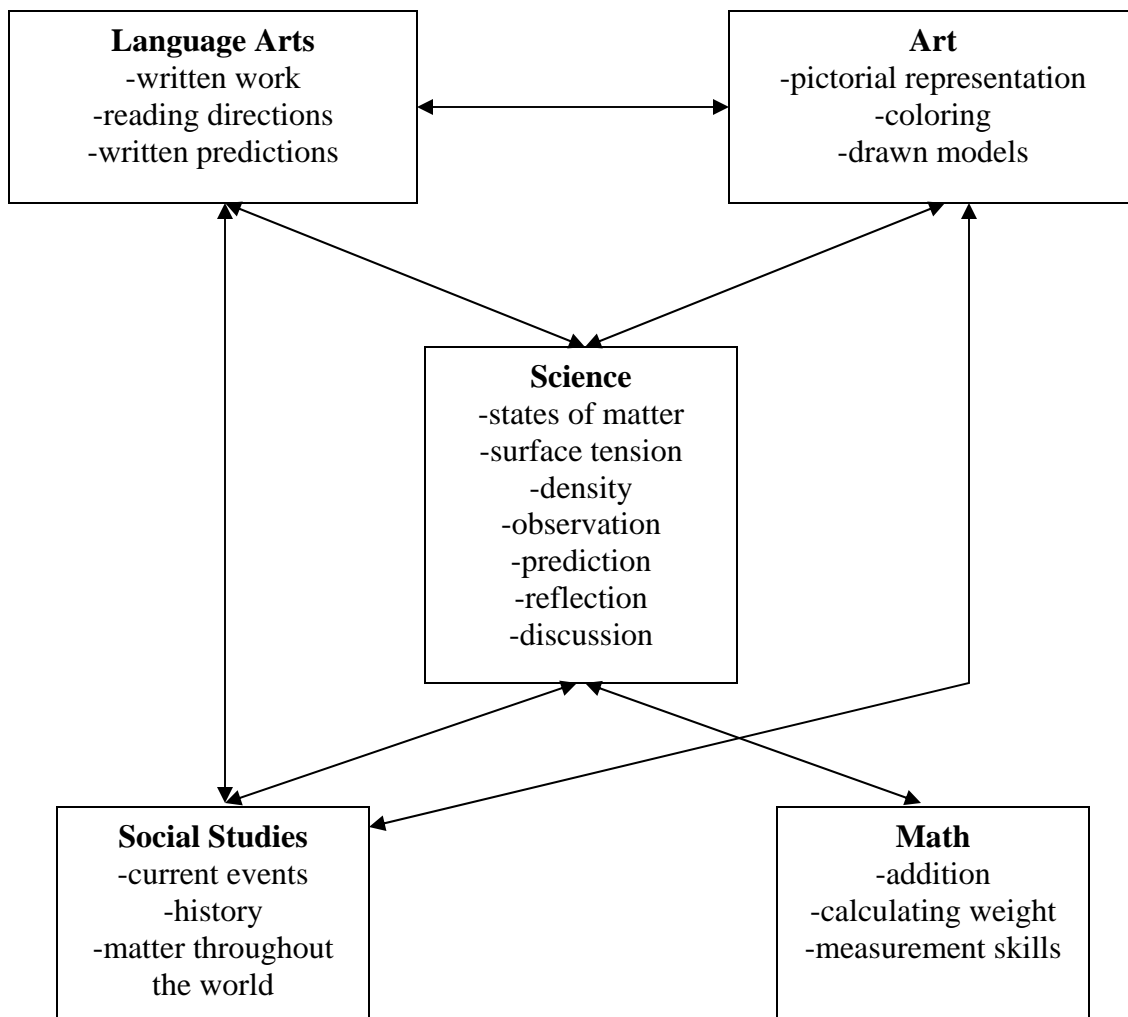 Language Arts
-written work
-reading directions
-written predictions
Art
-pictorial representation
-coloring
-drawn models
Science
-states of matter
-surface tension
-density
-observation
-prediction
-reflection
-discussion
Social Studies
-current events
-history
-matter throughout
the world
Math
-addition
-calculating weight
-measurement skills